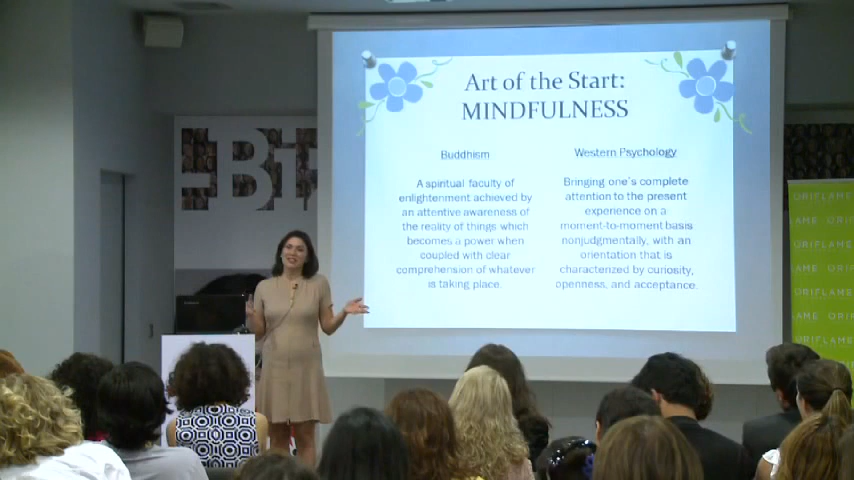 Art of the Start:
MINDFULNESS
Buddhism
A spiritual faculty of
enlightenment achieved by
an attentive awareness of
the reality of things which
becomes a power when
coupled with clear
comprehension of whatever
is taking place.
Western Psychology
Bringing one's complete
attention to the present
experience on a
moment-to-moment basis
nonjudgmentally, with an
orientation that is
characterized by curiosity,
openness, and acceptance.
ORIFLAME
ORIFLAME
ORIFLAME
ORIFLAME